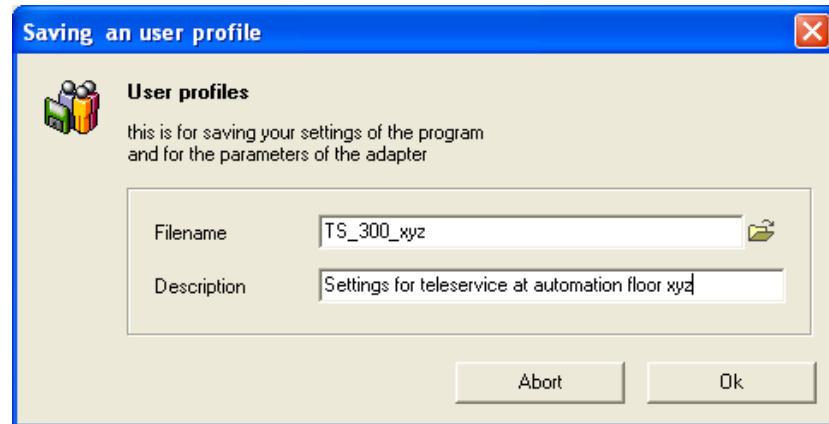 Saving an user profile
User profiles
this is for saving your settings of the program
and for the parameters of the adapter
Filename TS_300_xyz
Description Settings for teleservice at automation floor xyz
Abort Ok